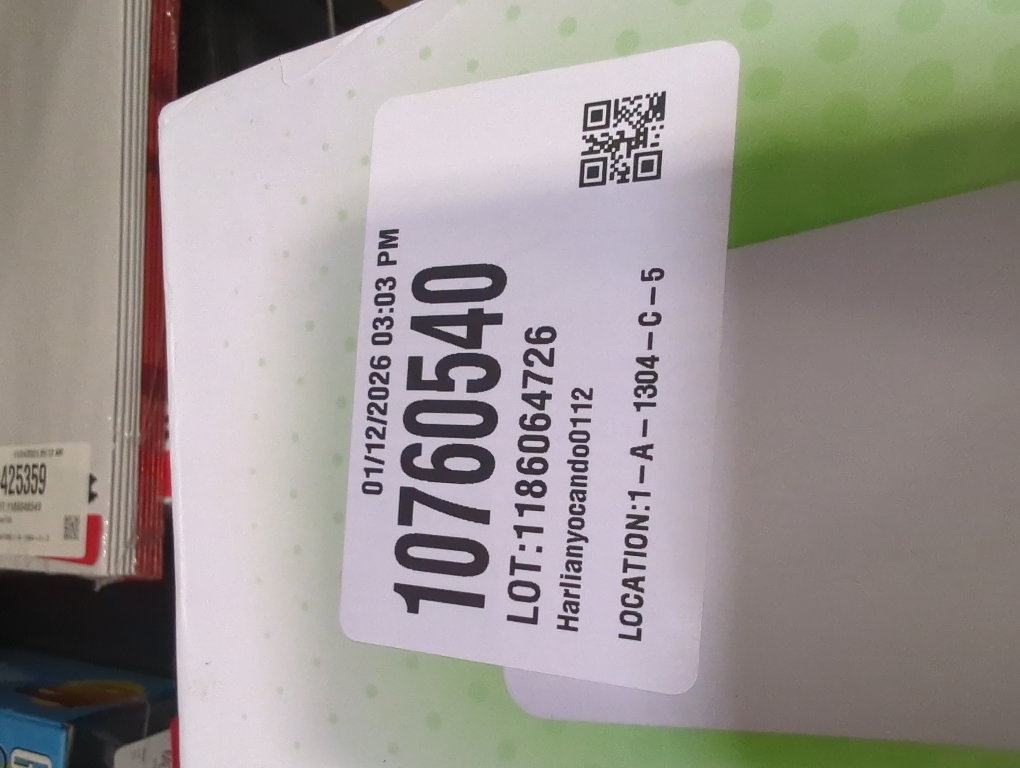 01/12/2026 03:03 PM
10760540
LOT:1186064726
Harlianyocando0112
LOCATION:1-A-1304-C-5
425359